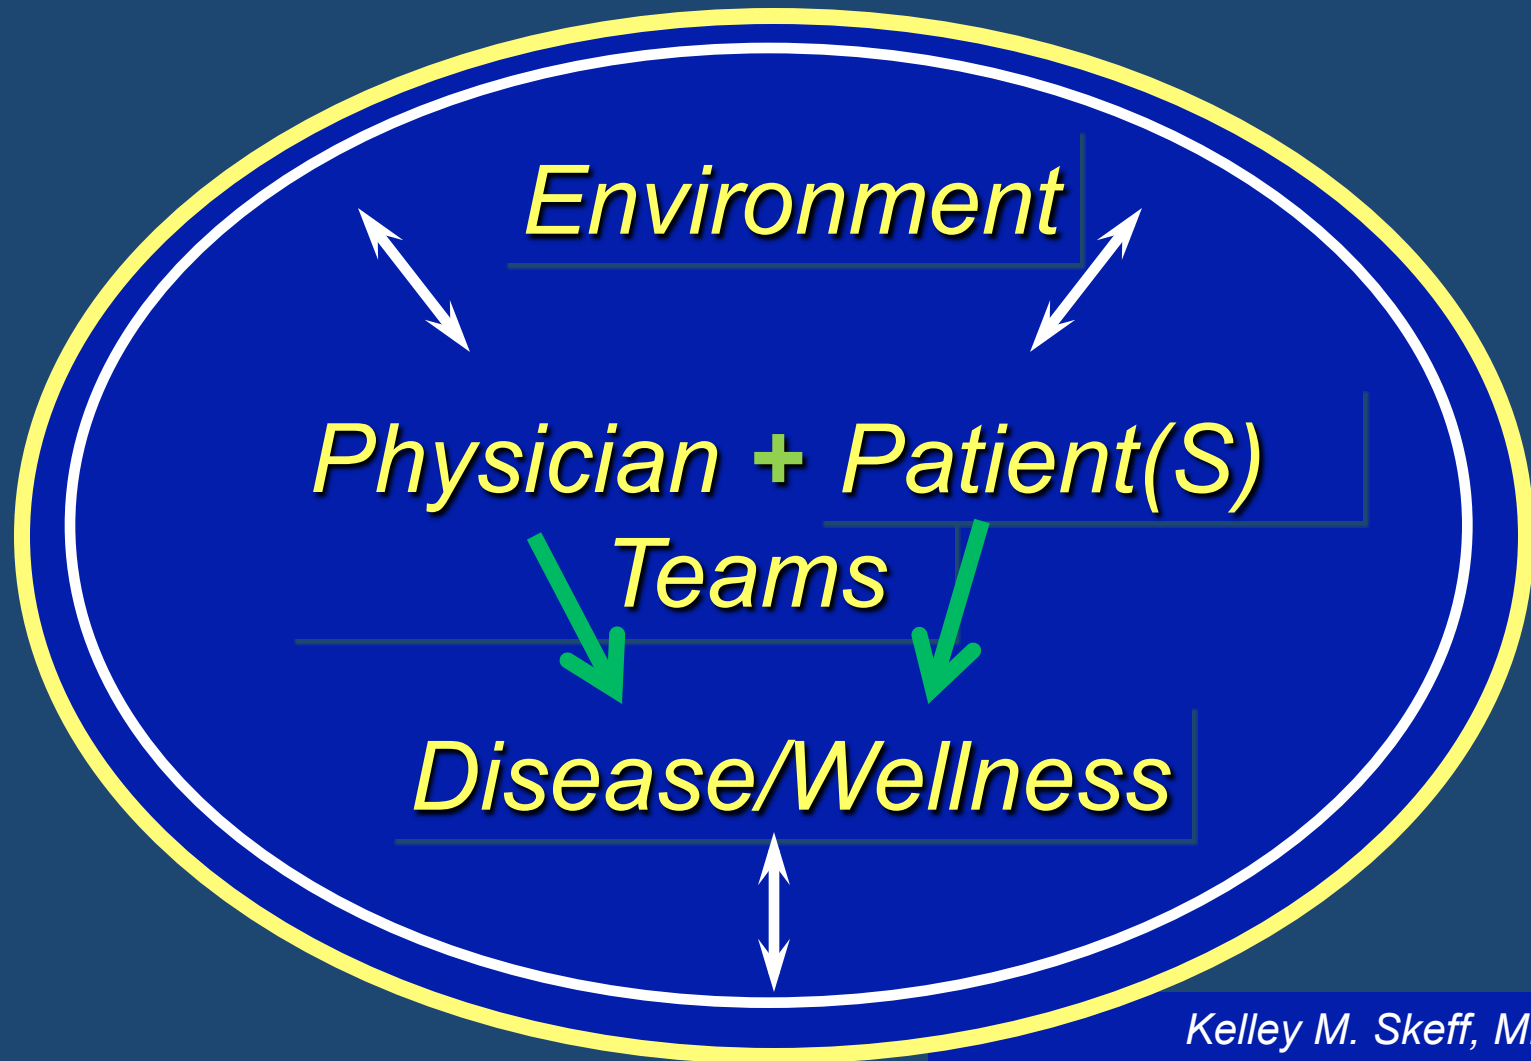 Environment
Physician + Patient(S)
Teams
Disease/Wellness
Kelley M. Skeff, M.